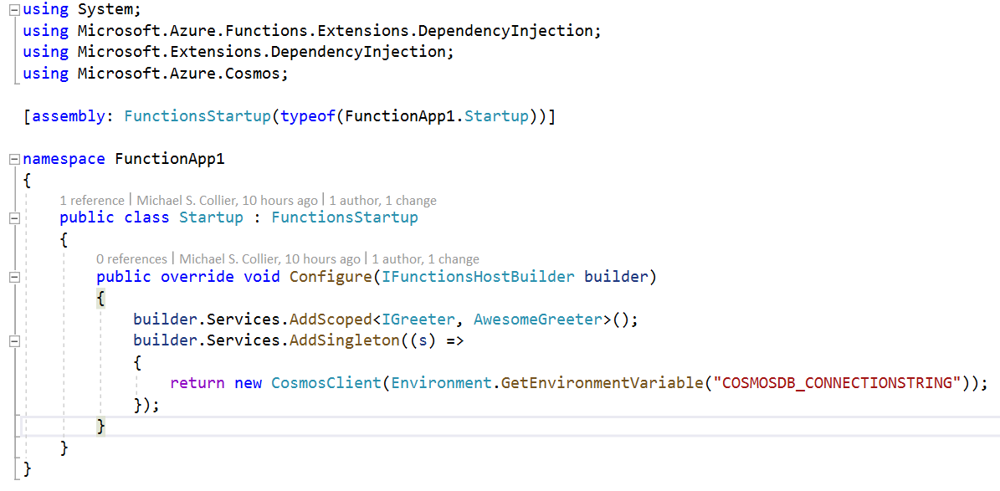 using System;
using Microsoft.Azure.Functions.Extensions.DependencyInjection;
using Microsoft.Extensions.DependencyInjection;
using Microsoft.Azure.Cosmos;
[assembly: FunctionsStartup(typeof(FunctionApp1.Startup))]
namespace FunctionApp1
{
1 reference | Michael S. Collier, 10 hours ago | 1 author, 1 change
public class Startup : FunctionsStartup
{
0 references | Michael S. Collier, 10 hours ago | 1 author, 1 change
public override void Configure(IFunctionsHostBuilder builder)
{
builder.Services.AddScoped<IGreeter, AwesomeGreeter>();
builder.Services.AddSingleton((s) =>
{
return new CosmosClient(Environment.GetEnvironmentVariable("COSMOSDB_CONNECTIONSTRING"));
});
}
}
}